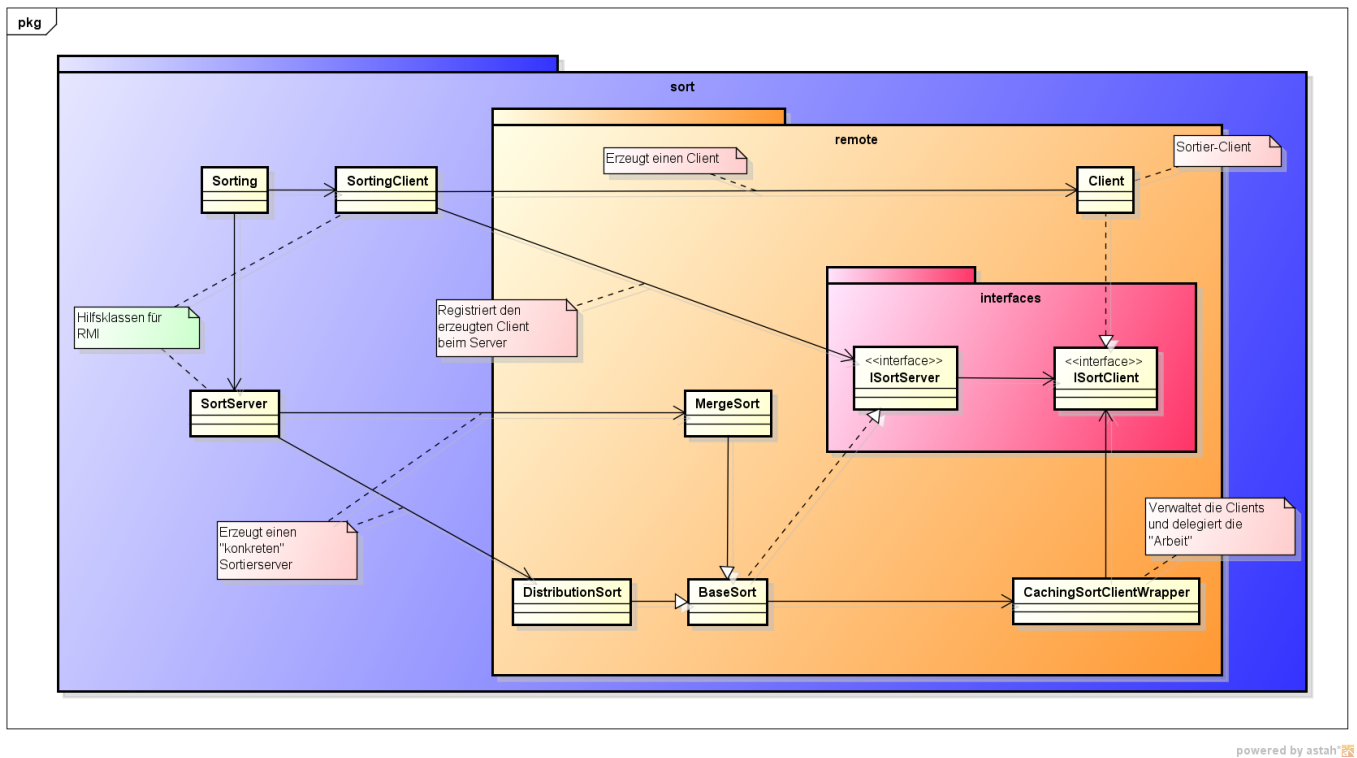 pkg
sort
remote
Erzeugt einen Client
Sortier-Client
Sorting
SortingClient
Client
interfaces
Hilfsklassen für
RMI
Registriert den
erzeugten Client
beim Server
<<interface>>
ISortServer
<<interface>>
ISortClient
SortServer
MergeSort
Erzeugt einen
"konkreten"
Sortierserver
Verwaltet die Clients
und delegiert die
"Arbeit"
DistributionSort
BaseSort
CachingSortClientWrapper
powered by astah*